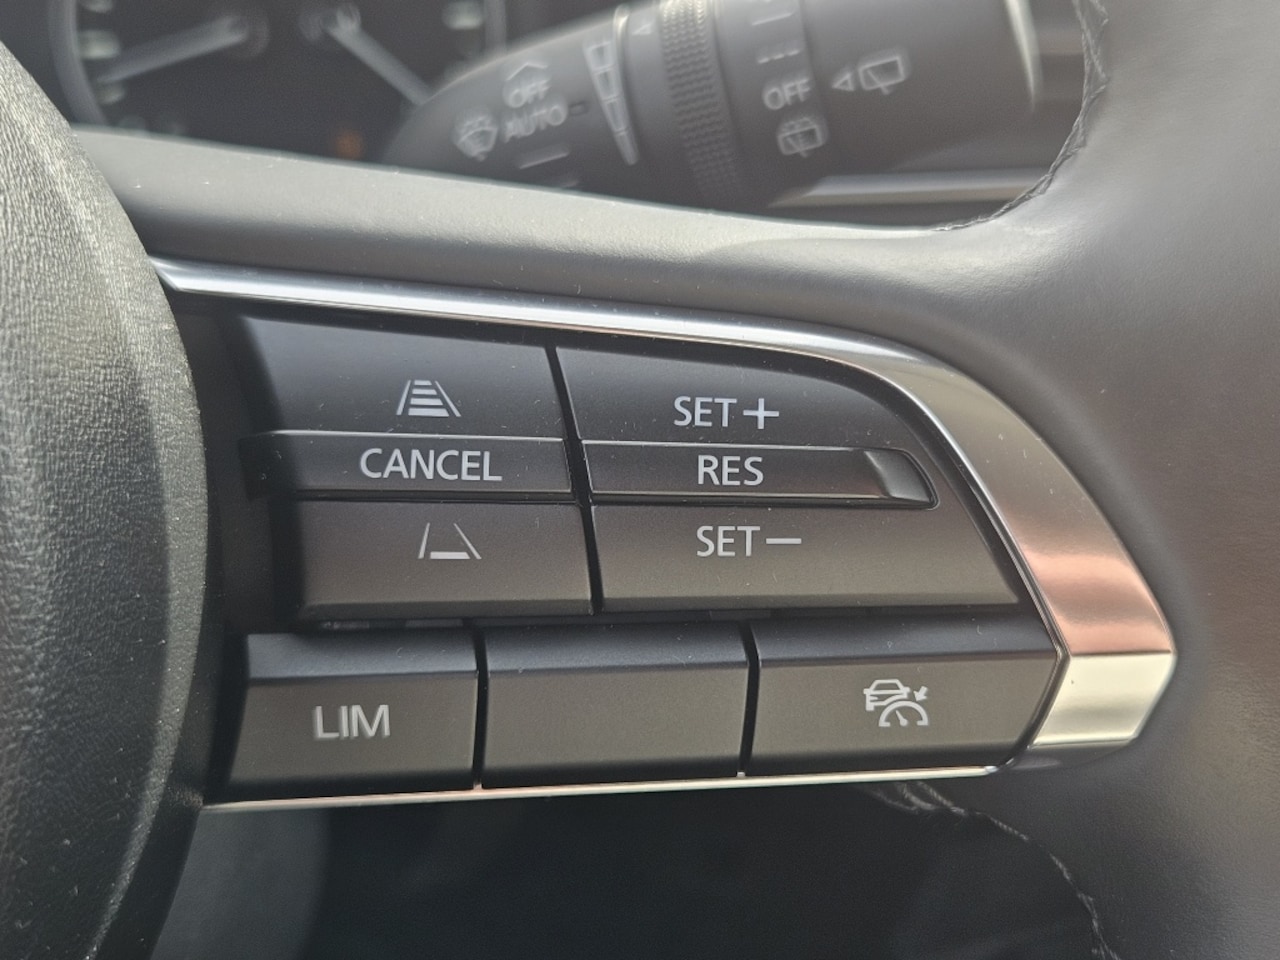 OFF
AUTO
OFF
SET+
CANCEL
RES
SET−
LIM